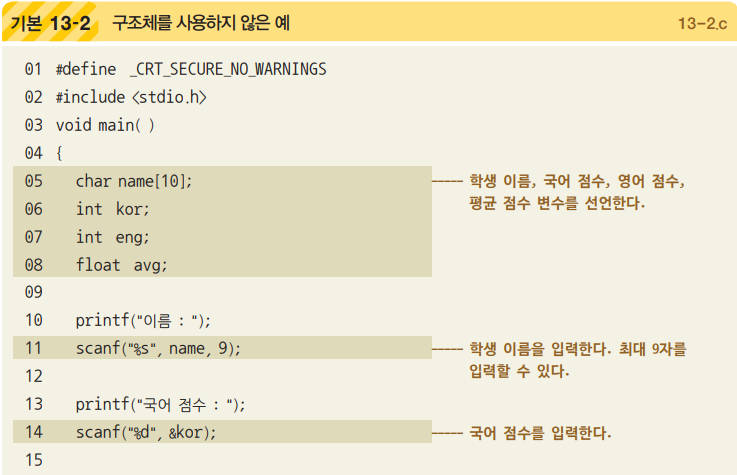 기본 13-2 구조체를 사용하지 않은 예 13-2.c
01 #define _CRT_SECURE_NO_WARNINGS
02 #include <stdio.h>
03 void main( )
04 {
05 char name[10]; 학생 이름, 국어 점수, 영어 점수,
06 int kor; 평균 점수 변수를 선언한다.
07 int eng;
08 float avg;
09
10 printf("이름 : ");
11 scanf("%s", name, 9); 학생 이름을 입력한다. 최대 9자를
12 입력할 수 있다.
13 printf("국어 점수 : ");
14 scanf("%d", &kor); 국어 점수를 입력한다.
15